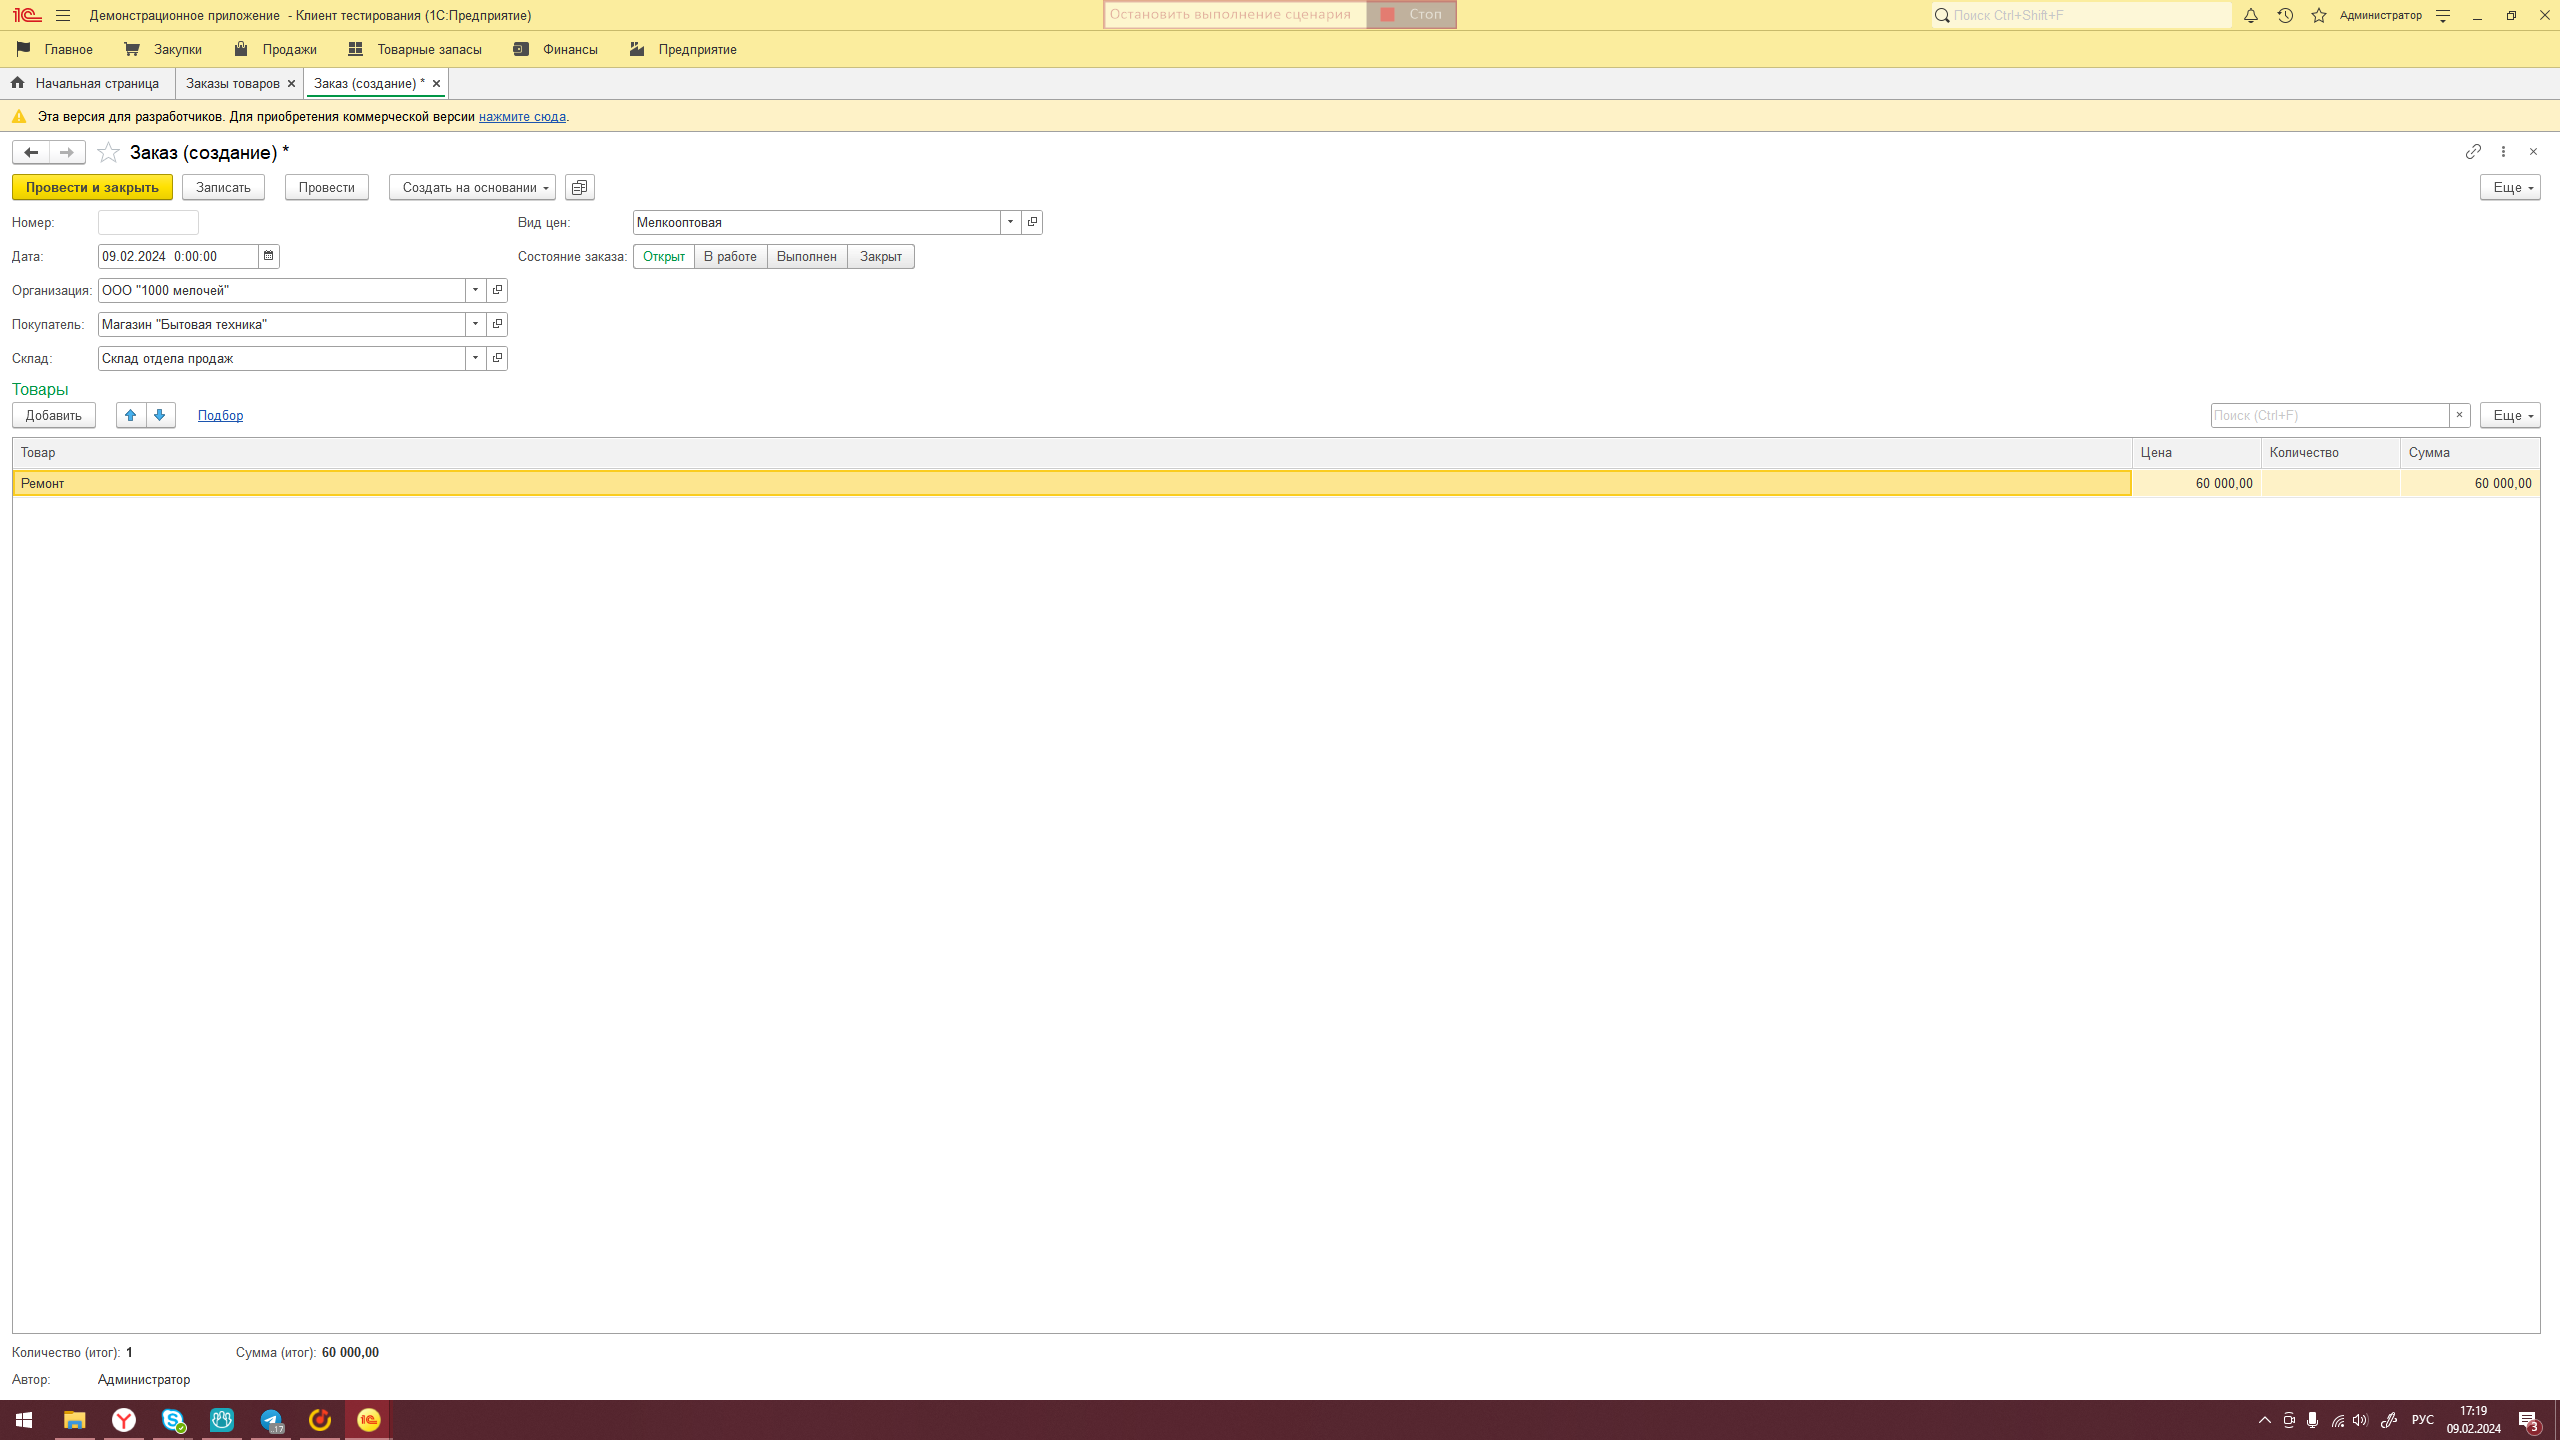 1С Демонстрационное приложение - Клиент тестирования (1С:Предприятие) Остановить выполнение сценария Стоп Поиск Ctrl+Shift+F Администратор
Главное Закупки Продажи Товарные запасы Финансы Предприятие
Начальная страница Заказы товаров Заказ (создание) *
Эта версия для разработчиков. Для приобретения коммерческой версии нажмите сюда.
Заказ (создание) *
Провести и закрыть Записать Провести Создать на основании Еще
Номер: Вид цен: Мелкооптовая
Дата: 09.02.2024 0:00:00 Состояние заказа: Открыт В работе Выполнен Закрыт
Организация: ООО "1000 мелочей"
Покупатель: Магазин "Бытовая техника"
Склад: Склад отдела продаж
Товары
Добавить Подбор Поиск (Ctrl+F) Еще
Товар Цена Количество Сумма
Ремонт 60 000,00 60 000,00
Количество (итог): 1 Сумма (итог): 60 000,00
Автор: Администратор
17 1С РУС 17:19
09.02.2024 3